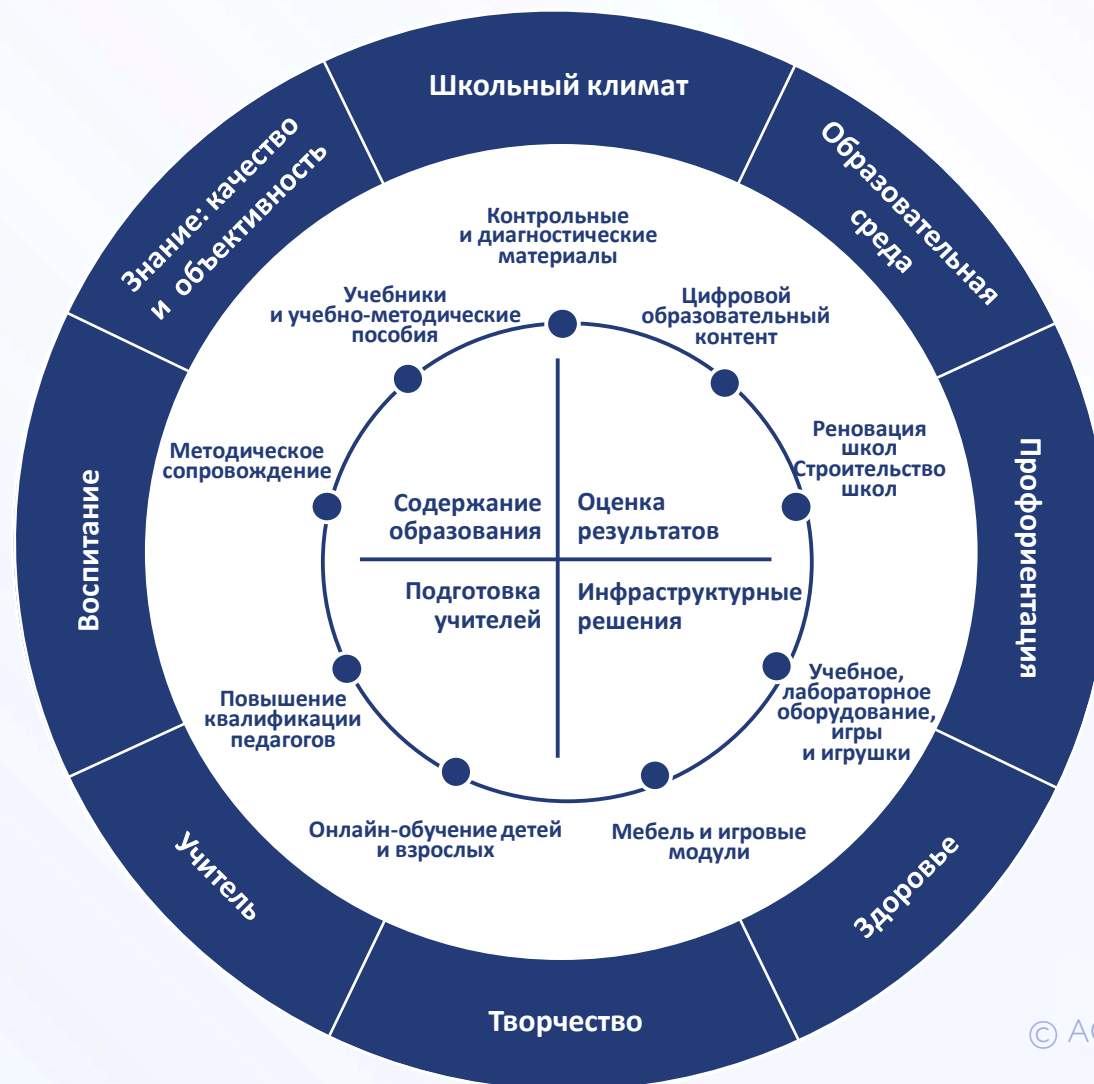 Школьный климат
Образовательная
среда
Профориентация
Здоровье
Творчество
Учитель
Воспитание
Знание: качество
и объективность
Контрольные
и диагностические
материалы
Цифровой
образовательный
контент
Реновация
школ
Строительство
школ
Учебное,
лабораторное
оборудование,
игры
и игрушки
Мебель и игровые
модули
Онлайн-обучение детей
и взрослых
Повышение
квалификации
педагогов
Методическое
сопровождение
Учебники
и учебно-методические
пособия
Содержание
образования
Оценка
результатов
Подготовка
учителей
Инфраструктурные
решения
©